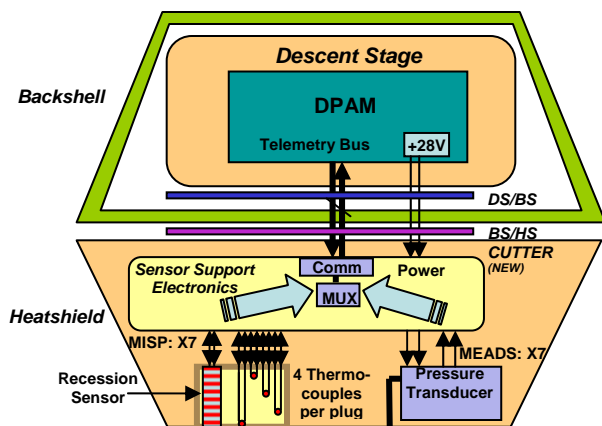 Descent Stage
Backshell
DPAM
Telemetry Bus
+28V
DS/BS
BS/HS
CUTTER
(NEW)
Sensor Support
Electronics
Comm
Power
MUX
Heatshield
MISP: X7
MEADS: X7
Recession
Sensor
4 Thermo-
couples
per plug
Pressure
Transducer